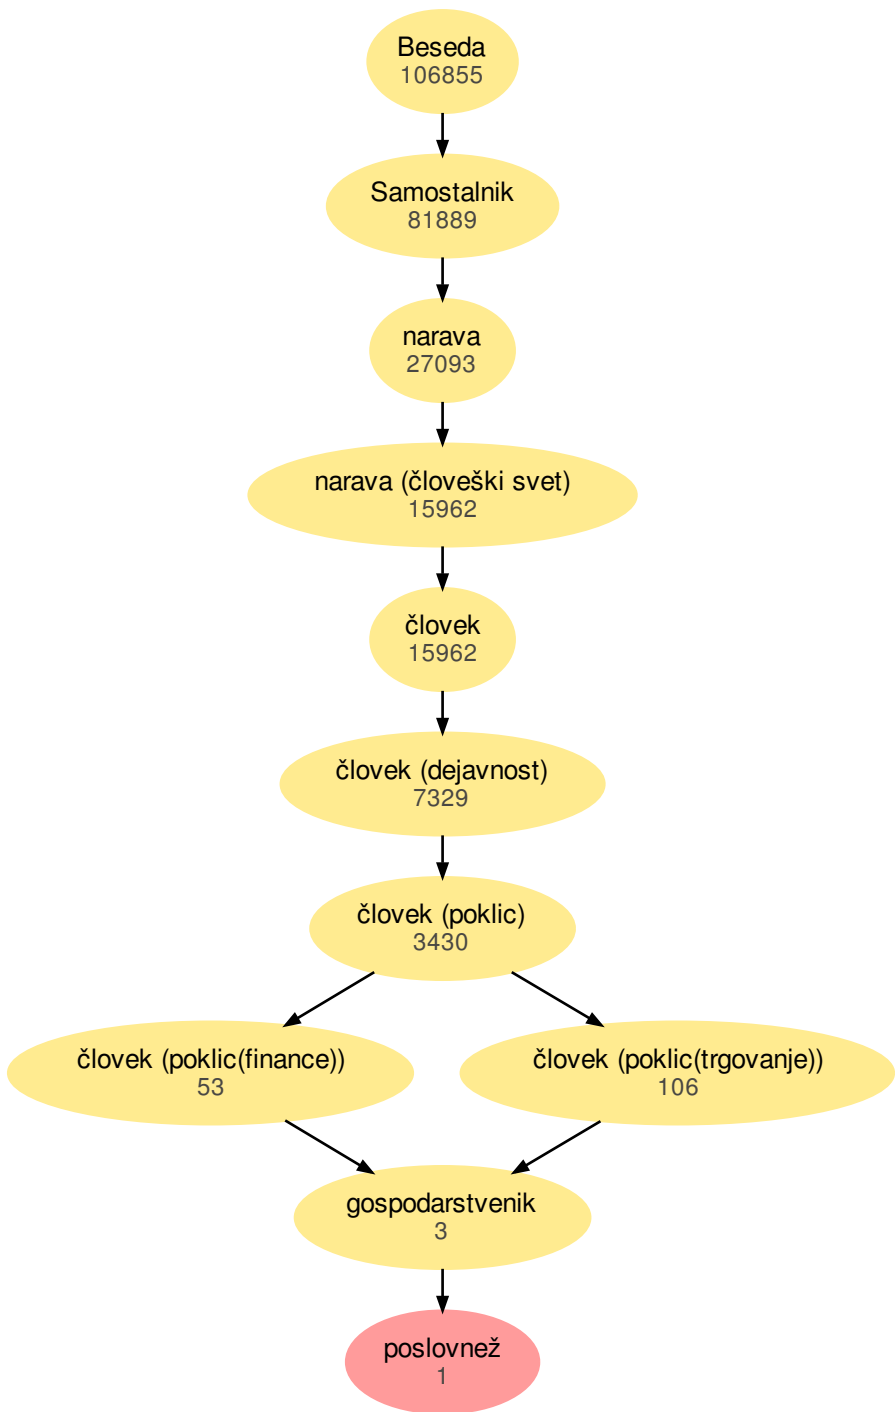 Beseda
106855
Samostalnik
81889
narava
27093
narava (človeški svet)
15962
človek
15962
človek (dejavnost)
7329
človek (poklic)
3430
človek (poklic(finance))
53
človek (poklic(trgovanje))
106
gospodarstvenik
3
poslovnež
1